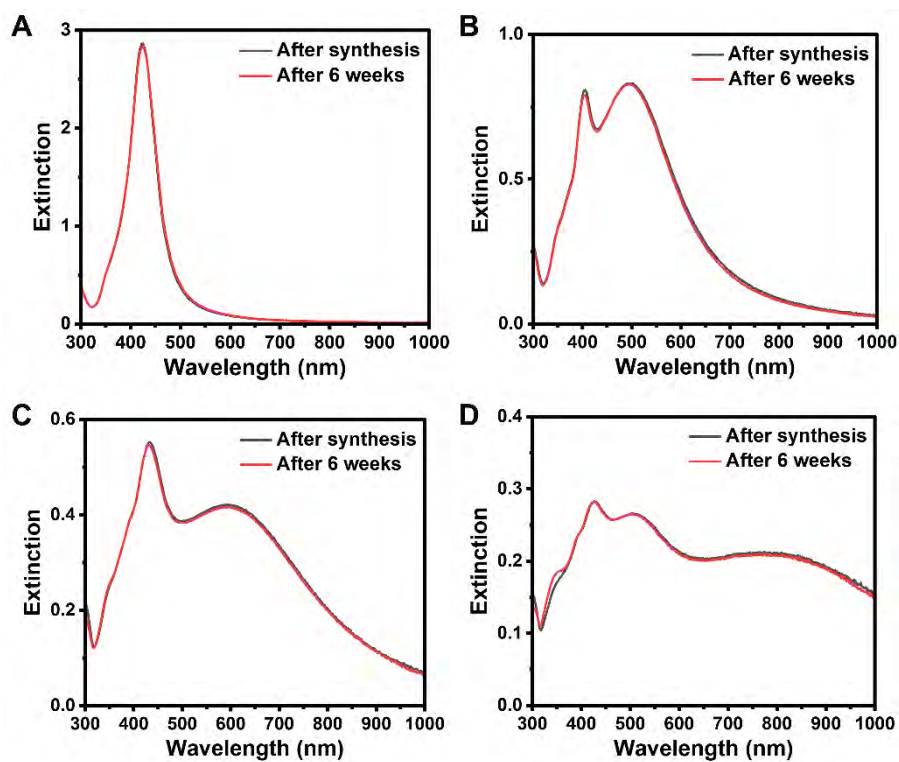 A
After synthesis
After 6 weeks
Extinction
3
2
1
0
300 400 500 600 700 800 900 1000
Wavelength (nm)
B
After synthesis
After 6 weeks
Extinction
1.0
0.5
0.0
300 400 500 600 700 800 900 1000
Wavelength (nm)
C
After synthesis
After 6 weeks
Extinction
0.6
0.4
0.2
0.0
300 400 500 600 700 800 900 1000
Wavelength (nm)
D
After synthesis
After 6 weeks
Extinction
0.4
0.3
0.2
0.1
0.0
300 400 500 600 700 800 900 1000
Wavelength (nm)